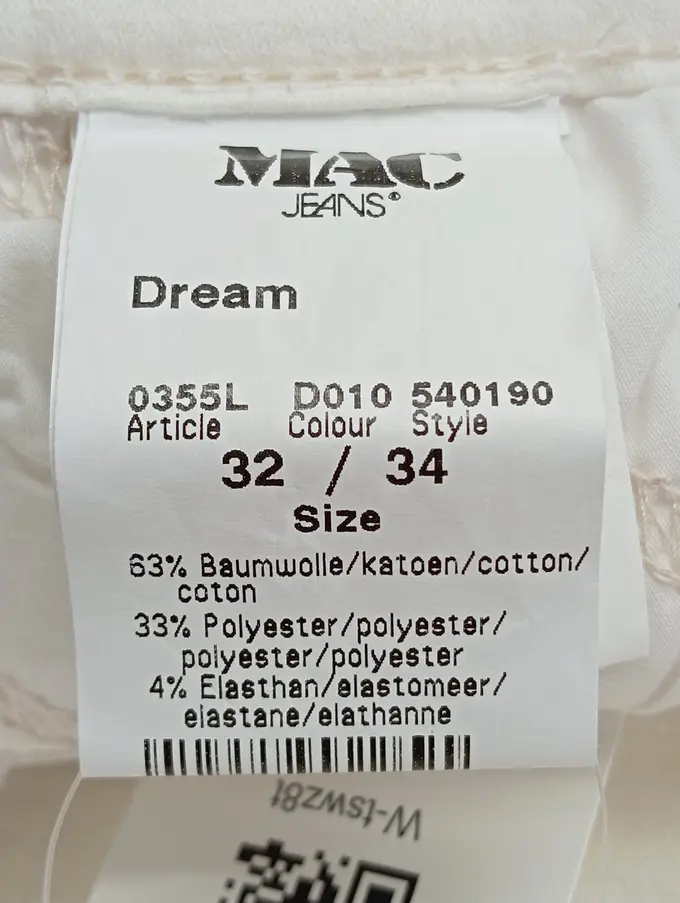 MAC
JEANS®
Dream
0355L D010 540190
Article Colour Style
32 / 34
Size
63% Baumwolle/katoen/cotton/
coton
33% Polyester/polyester/
polyester/polyester
4% Elasthan/elastomeer/
elastane/elathanne
W-tswz8t